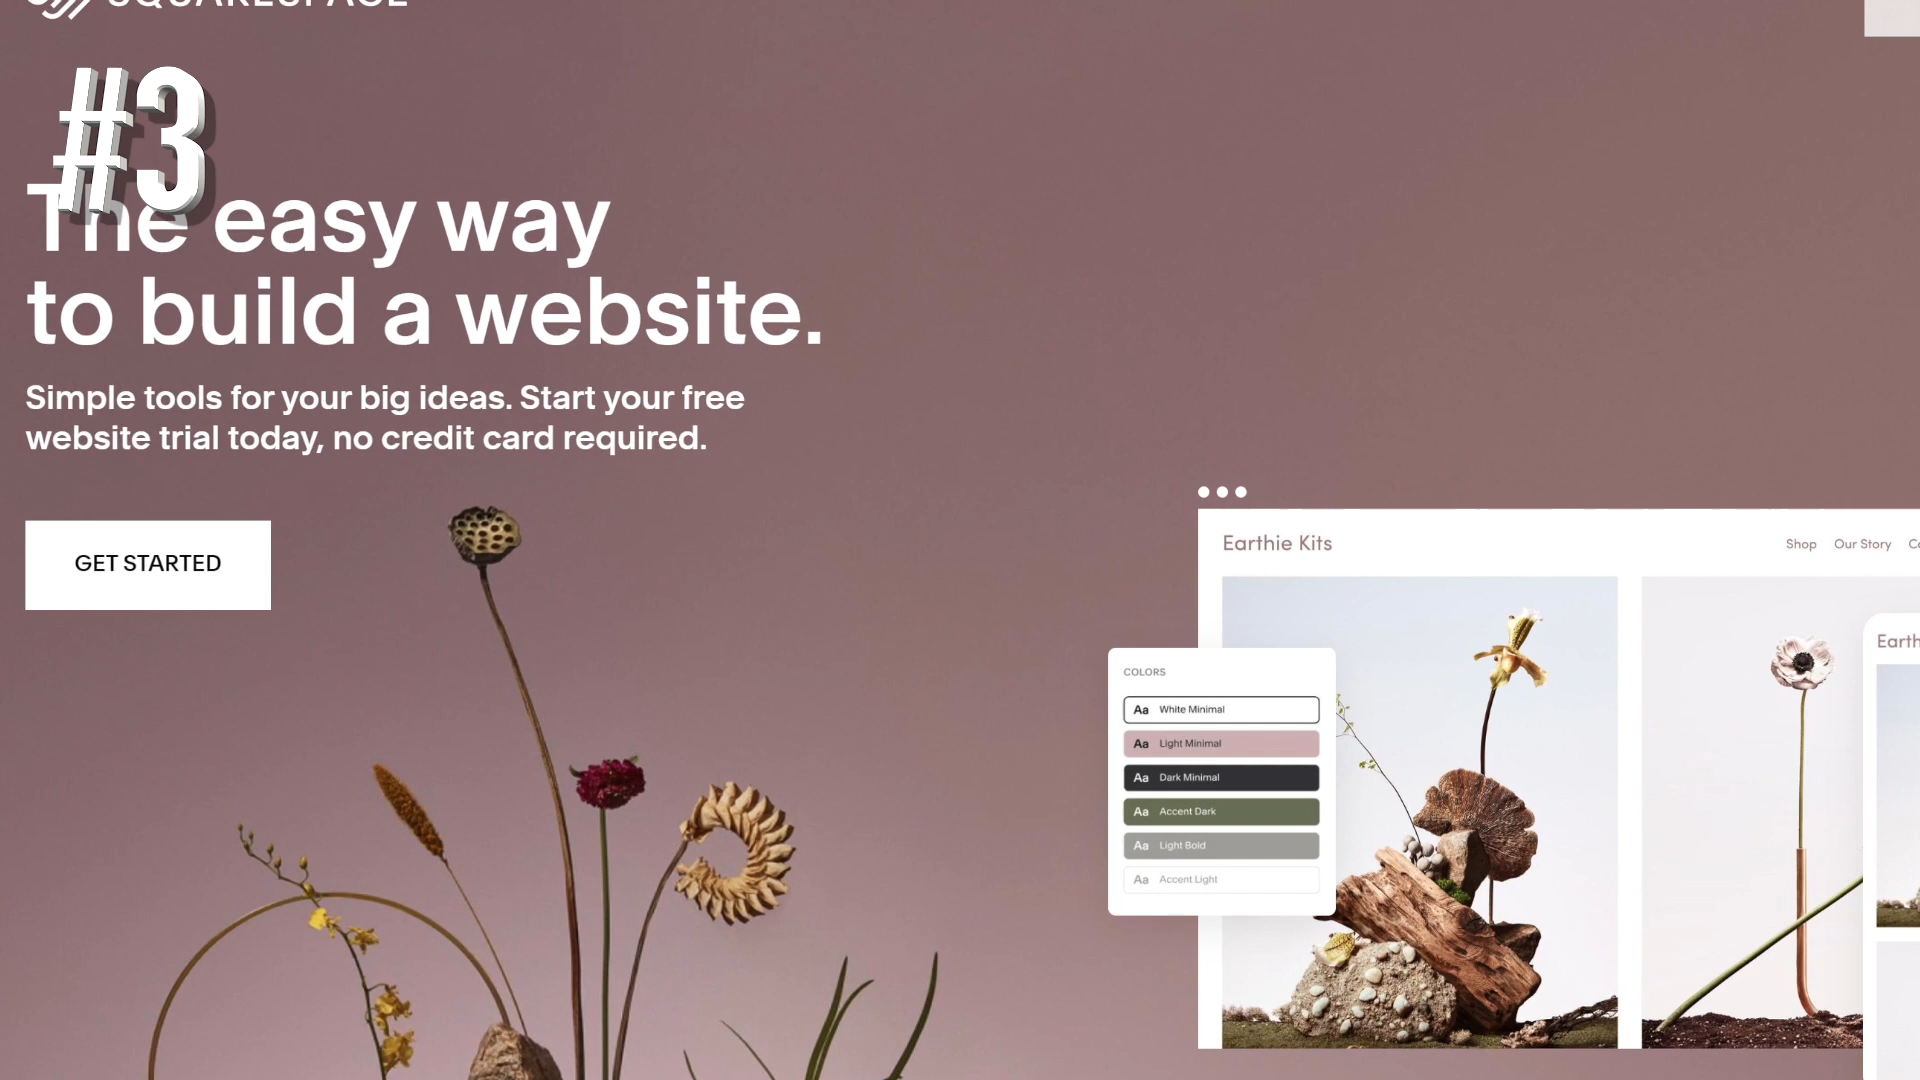 SQUARESPACE
#3
The easy way
to build a website.
Simple tools for your big ideas. Start your free
website trial today, no credit card required.
GET STARTED
Earthie Kits
Shop Our Story
COLORS
Aa White Minimal
Aa Light Minimal
Aa Dark Minimal
Aa Accent Dark
Aa Light Bold
Aa Accent Light